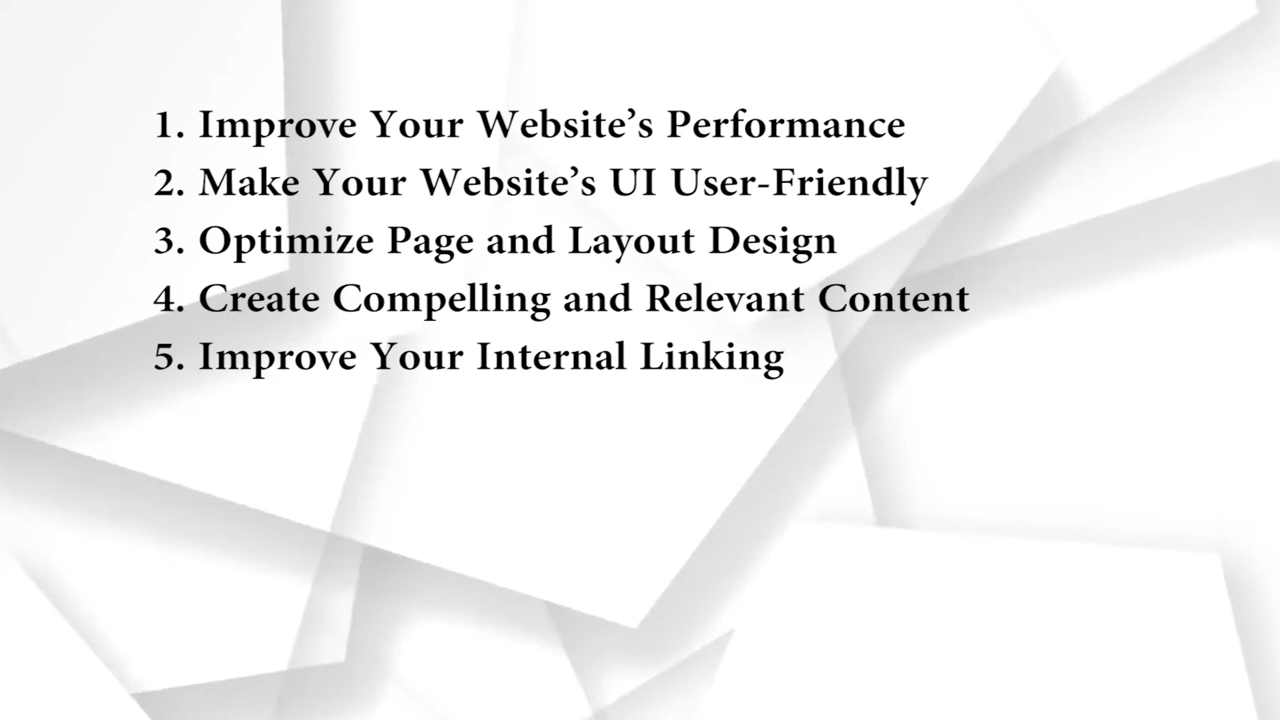 1. Improve Your Website’s Performance
2. Make Your Website’s UI User-Friendly
3. Optimize Page and Layout Design
4. Create Compelling and Relevant Content
5. Improve Your Internal Linking